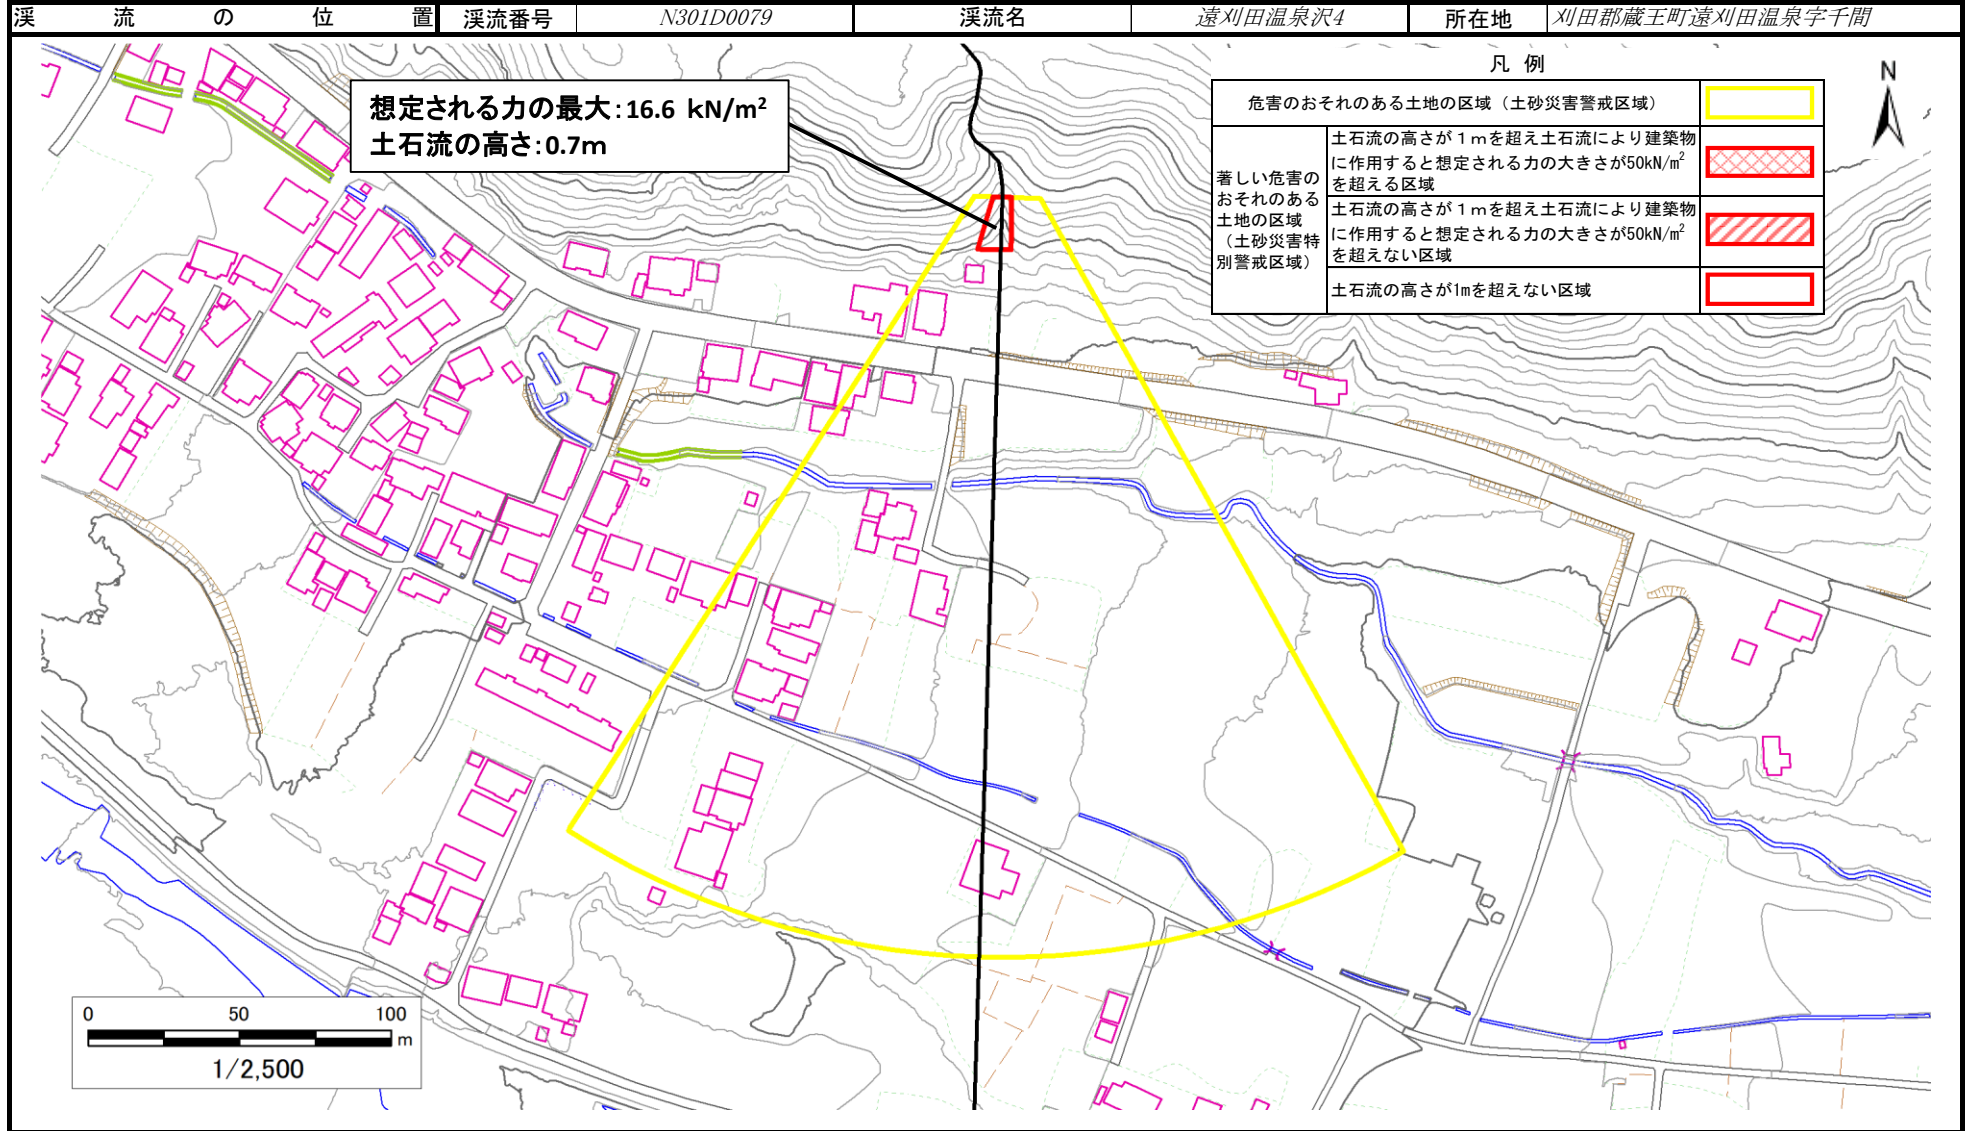 渓流の位置 渓流番号 N301D0079 渓流名 遠刈田温泉沢4 所在地 刈田郡蔵王町遠刈田温泉字千間
想定される力の最大：16.6 kN/m²
土石流の高さ：0.7m
凡 例
危害のおそれのある土地の区域（土砂災害警戒区域）
著しい危害の
おそれのある
土地の区域
（土砂災害特
別警戒区域）
土石流の高さが１ｍを超え土石流により建築物
に作用すると想定される力の大きさが50kN/m²
を超える区域
土石流の高さが１ｍを超え土石流により建築物
に作用すると想定される力の大きさが50kN/m²
を超えない区域
土石流の高さが1mを超えない区域
N
0 50 100
m
1/2,500